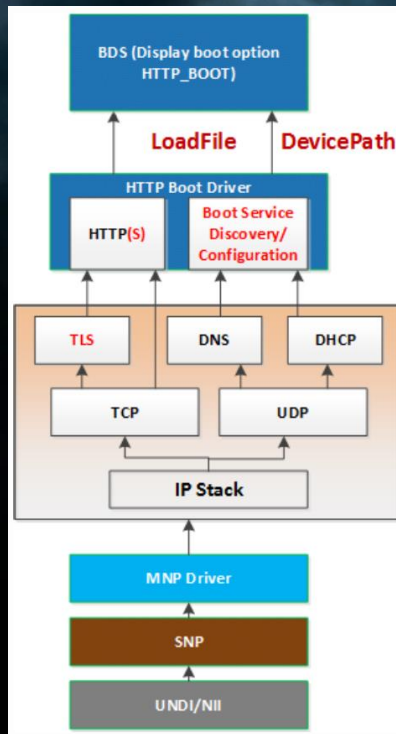 BDS (Display boot option
HTTP_BOOT)
LoadFile
DevicePath
HTTP Boot Driver
HTTP(S)
Boot Service
Discovery/
Configuration
TLS
DNS
DHCP
TCP
UDP
IP Stack
MNP Driver
SNP
UNDI/NII